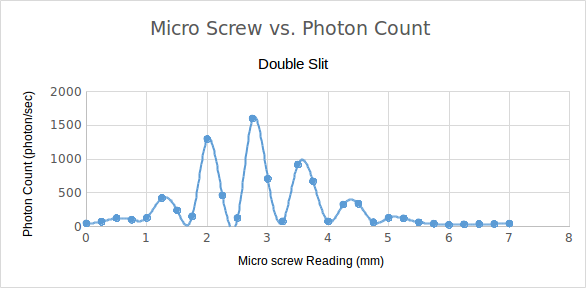 Micro Screw vs. Photon Count
Double Slit
Photon Count (photon/sec)
2000
1500
1000
500
0
0 1 2 3 4 5 6 7 8
Micro screw Reading (mm)